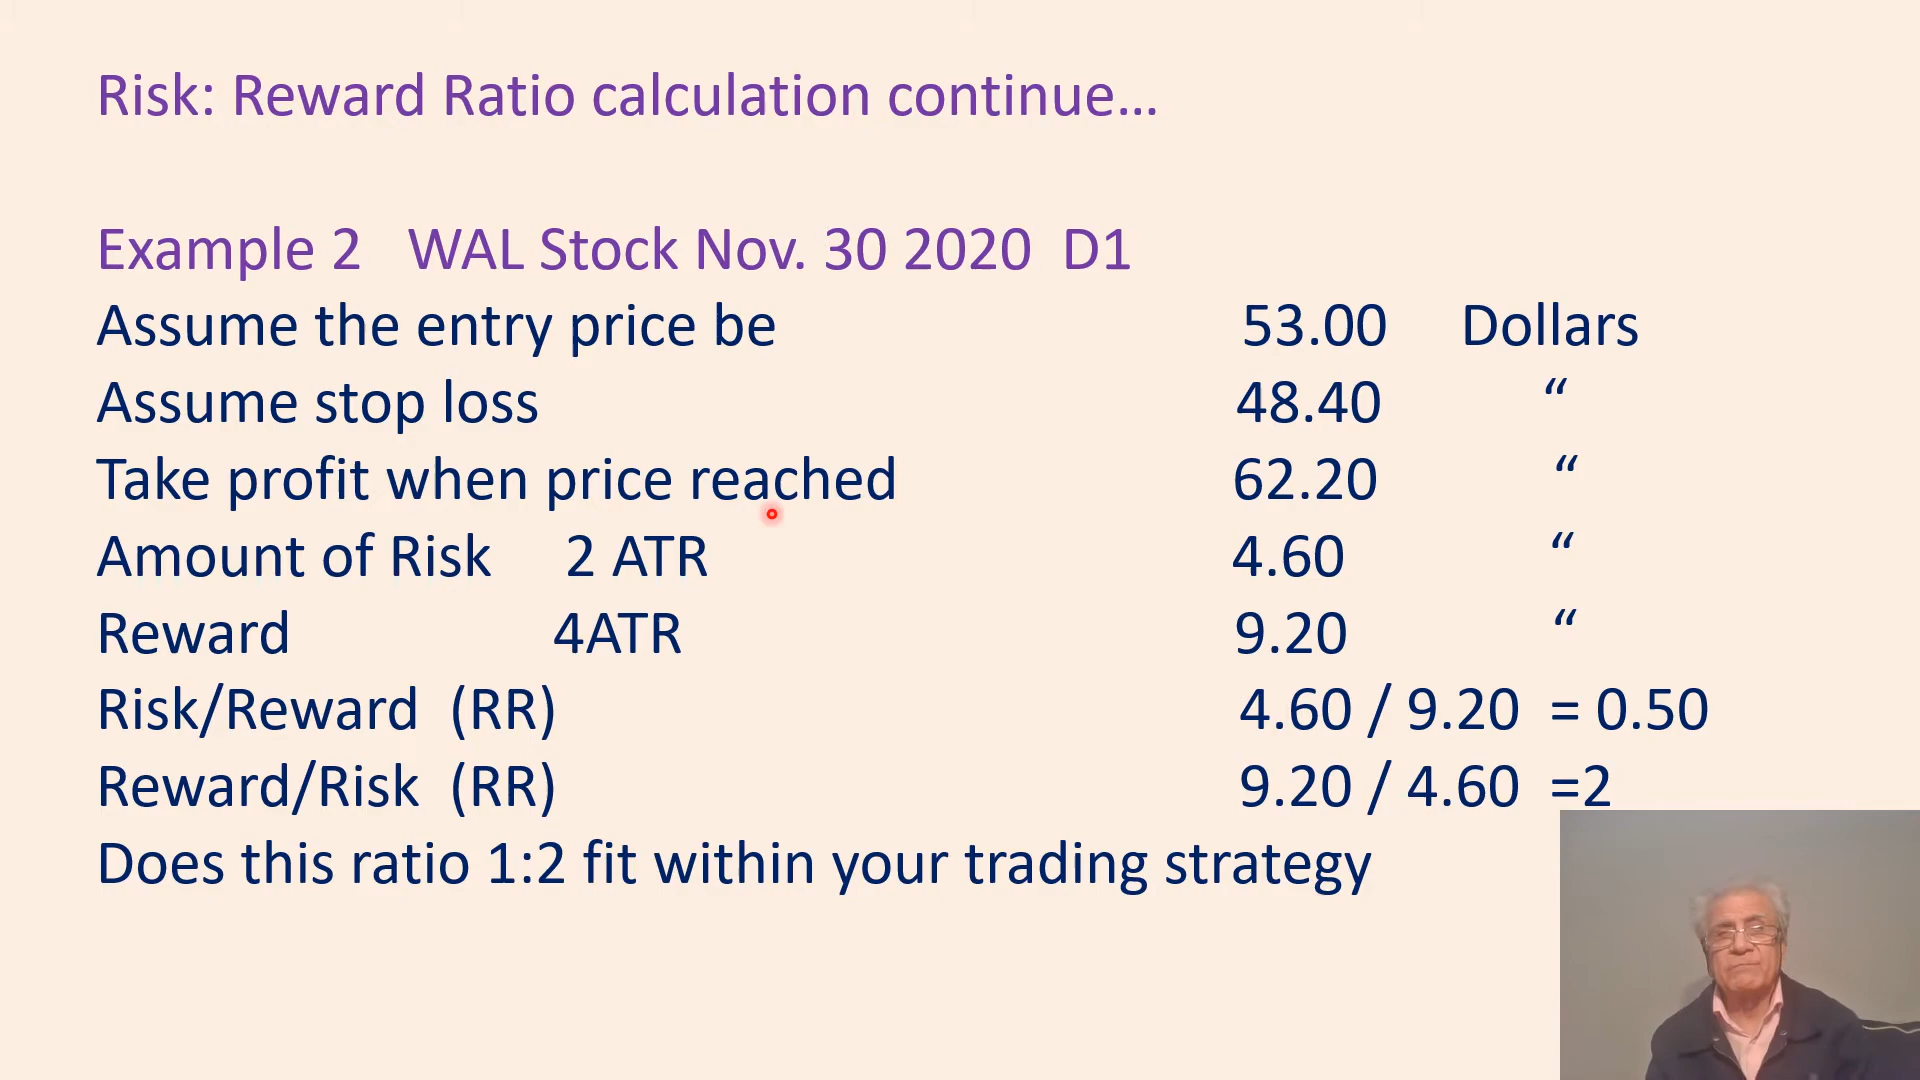 Risk: Reward Ratio calculation continue...
Example 2 WAL Stock Nov. 30 2020 D1
Assume the entry price be 53.00 Dollars
Assume stop loss 48.40 “
Take profit when price reached 62.20 “
Amount of Risk 2 ATR 4.60 “
Reward 4ATR 9.20 “
Risk/Reward (RR) 4.60 / 9.20 = 0.50
Reward/Risk (RR) 9.20 / 4.60 =2
Does this ratio 1:2 fit within your trading strategy